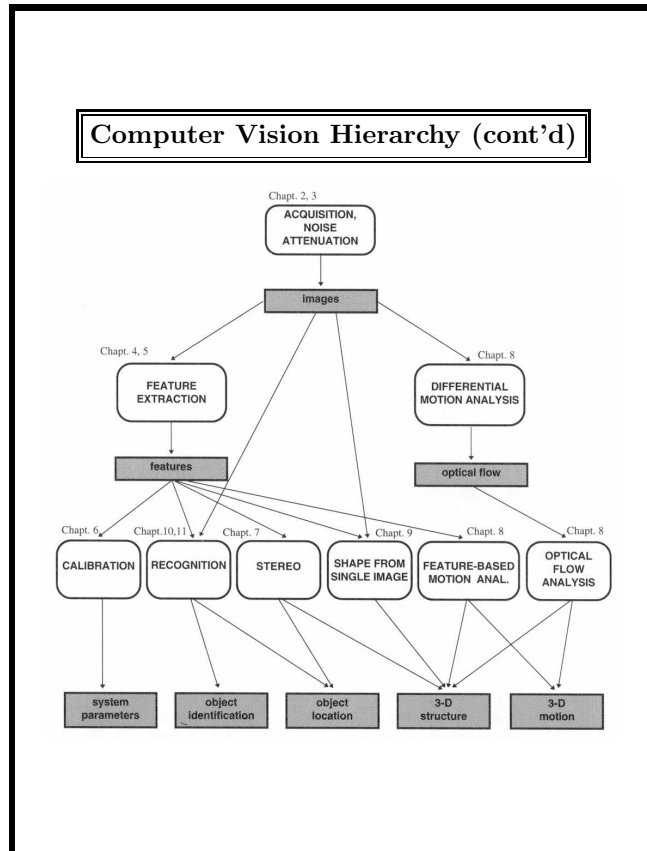 Computer Vision Hierarchy (cont'd)
Chapt. 2, 3
ACQUISITION,
NOISE
ATTENUATION
images
Chapt. 4, 5
FEATURE
EXTRACTION
Chapt. 8
DIFFERENTIAL
MOTION ANALYSIS
features
optical flow
Chapt. 6
CALIBRATION
Chapt.10,11
RECOGNITION
Chapt. 7
STEREO
Chapt. 9
SHAPE FROM
SINGLE IMAGE
Chapt. 8
FEATURE-BASED
MOTION ANAL.
Chapt. 8
OPTICAL
FLOW
ANALYSIS
system
parameters
object
identification
object
location
3-D
structure
3-D
motion